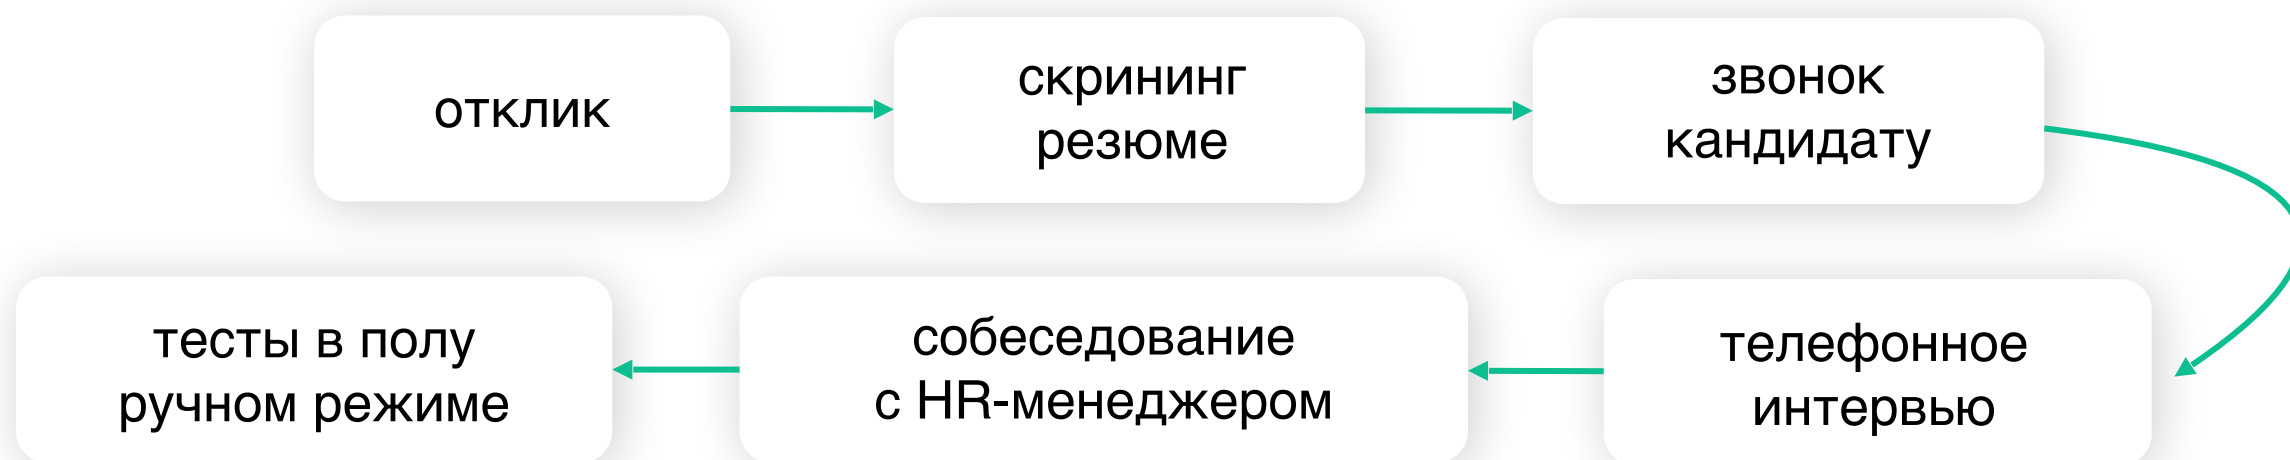 отклик
скрининг
резюме
звонок
кандидату
телефонное
интервью
собеседование
с HR-менеджером
тесты в полу
ручном режиме